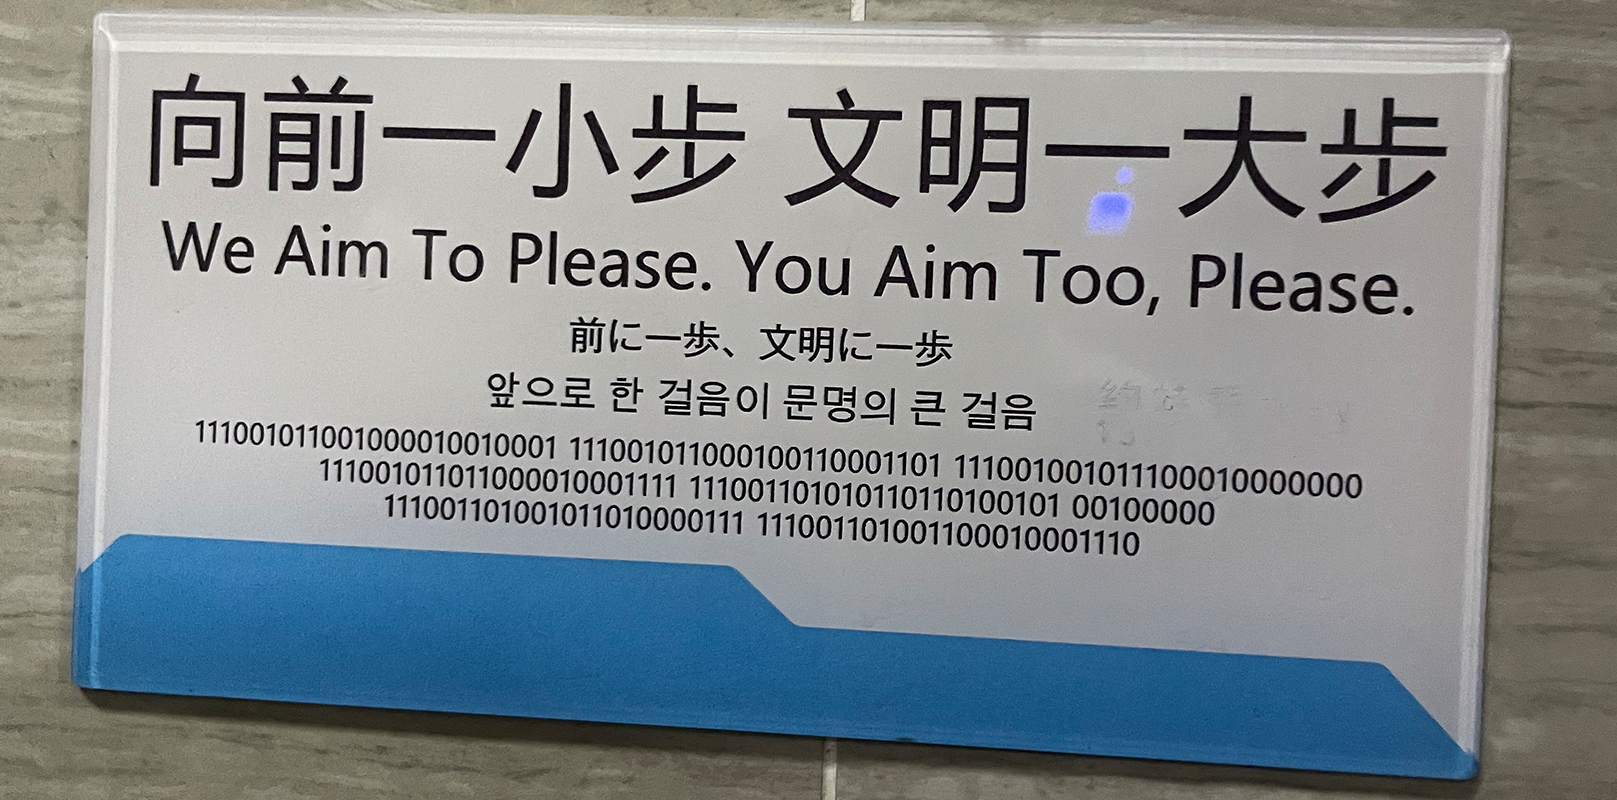 向前一小步 文明一大步
We Aim To Please. You Aim Too, Please.
前に一歩、文明に一歩
앞으로 한 걸음이 문명의 큰 걸음
111001011001000010010001 111001011000100110001101 111001001011100010000000
111001011011000010001111 111001101010110110100101 00100000
111001101001011010000111 111001101001100010001110